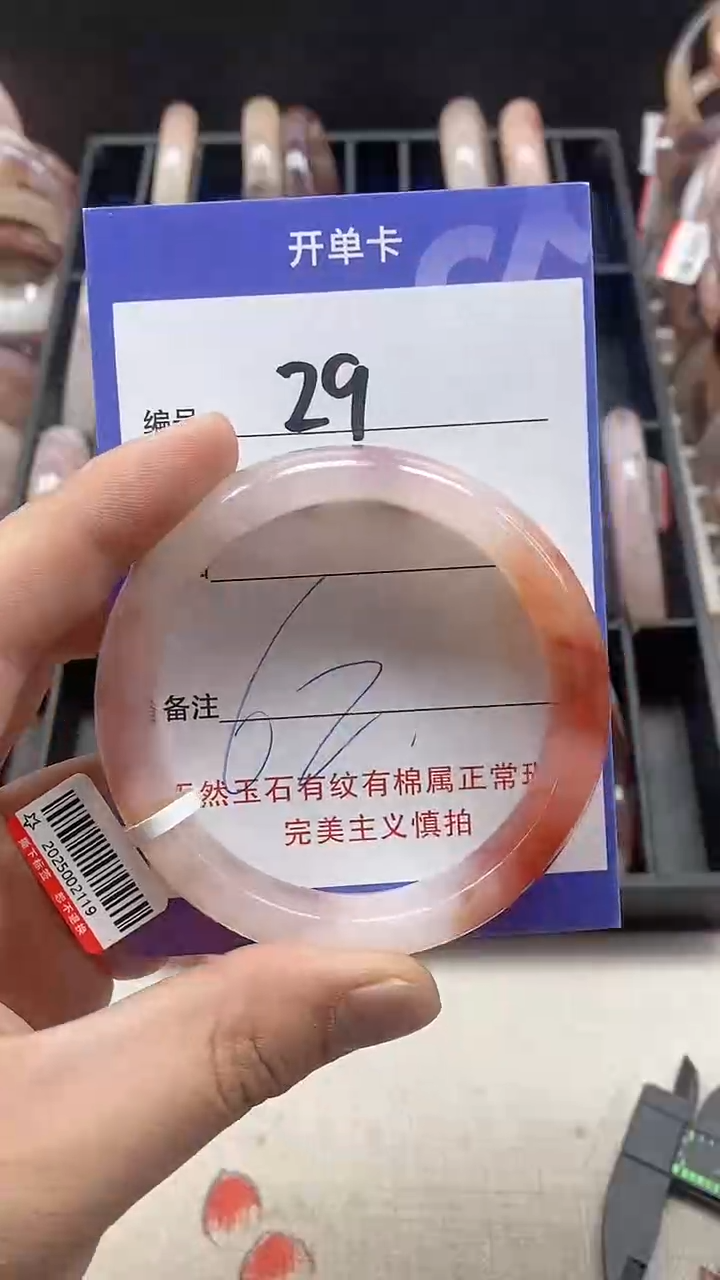 开单卡
编号 29
备注 62
然玉石有纹有棉属正常
完美主义慎拍
2025002119